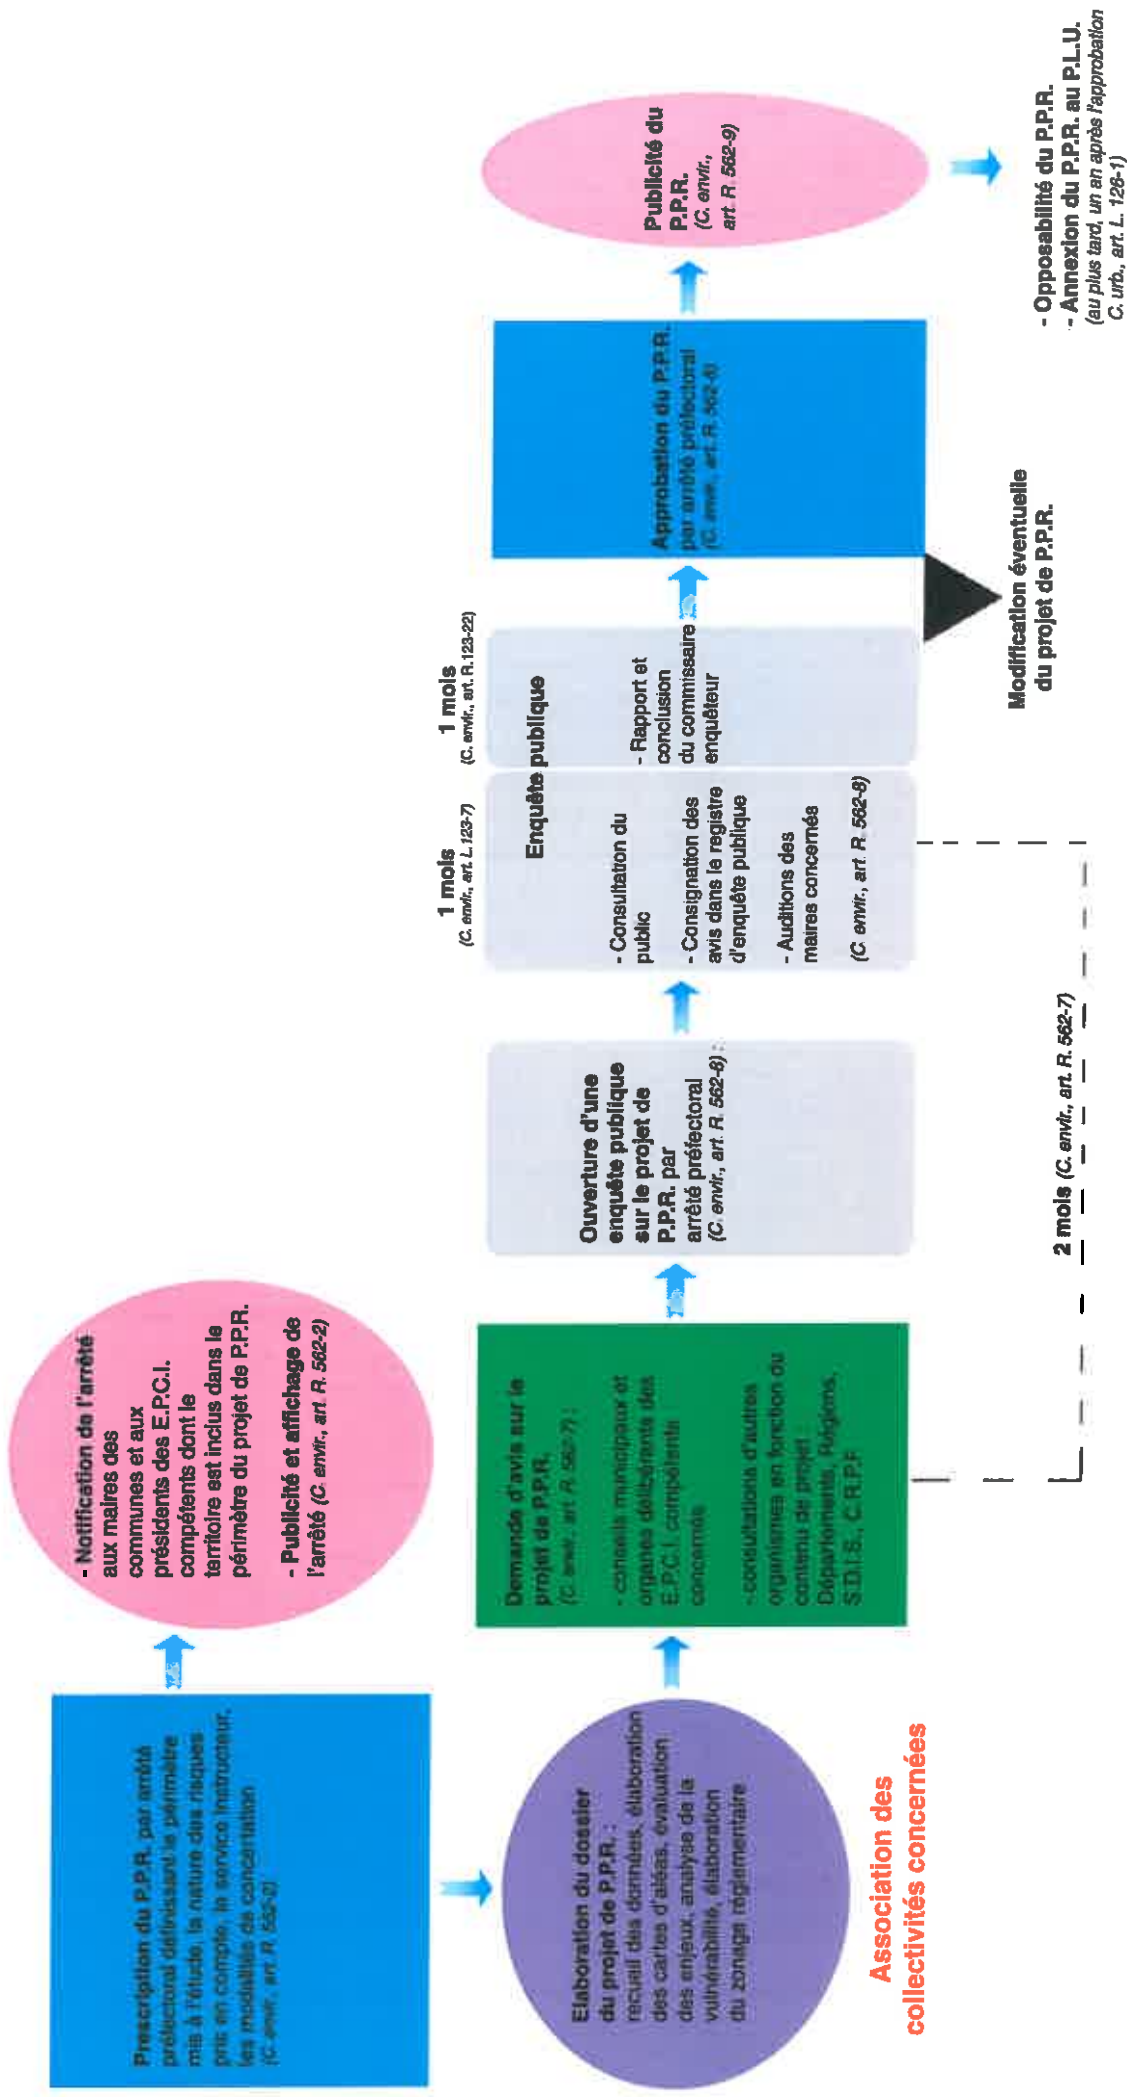 Prescription du P.P.R. par arrêté
préfectoral définissant le périmètre
mis à l'étude, la nature des risques
pris en compte, le service instructeur,
les modalités de concertation
(C. envir, art. R. 562-2)
- Notification de l'arrêté
aux maires des
communes et aux
présidents des E.P.C.I.
compétents dont le
territoire est inclus dans le
périmètre du projet de P.P.R.
- Publicité et affichage de
l'arrêté (C. envir., art. R. 562-2)
Elaboration du dossier
du projet de P.P.R. :
recueil des données, élaboration
des cartes d'aléas, évaluation
des enjeux, analyse de la
vulnérabilité, élaboration
du zonage réglementaire
Association des
collectivités concernées
Demande d'avis sur le
projet de P.P.R.
(C. envir, art. R. 562-7) :
- conseils municipaux et
organes délibérants des
E.P.C.I. compétents
concernés
- consultations d'autres
organismes en fonction du
contenu de projet :
Départements, Régions,
S.D.I.S., C.R.P.F.
Ouverture d'une
enquête publique
sur le projet de
P.P.R. par
arrêté préfectoral
(C. envir., art. R. 562-8) :
2 mois (C. envir., art. R. 562-7)
1 mois
(C. envir., art. L.123-7)
1 mois
(C. envir., art. R.123-22)
Enquête publique
- Consultation du
public
- Consignation des
avis dans le registre
d'enquête publique
- Auditions des
maires concernés
(C. envir., art. R. 562-8)
- Rapport et
conclusion
du commissaire
enquêteur
Modification éventuelle
du projet de P.P.R.
Approbation du P.P.R.
par arrêté préfectoral
(C. envir., art. R. 562-8)
Publicité du
P.P.R.
(C. envir.,
art. R. 562-9)
- Opposabilité du P.P.R.
- Annexion du P.P.R. au P.L.U.
(au plus tard, un an après l'approbation
C. urb., art. L. 126-1)